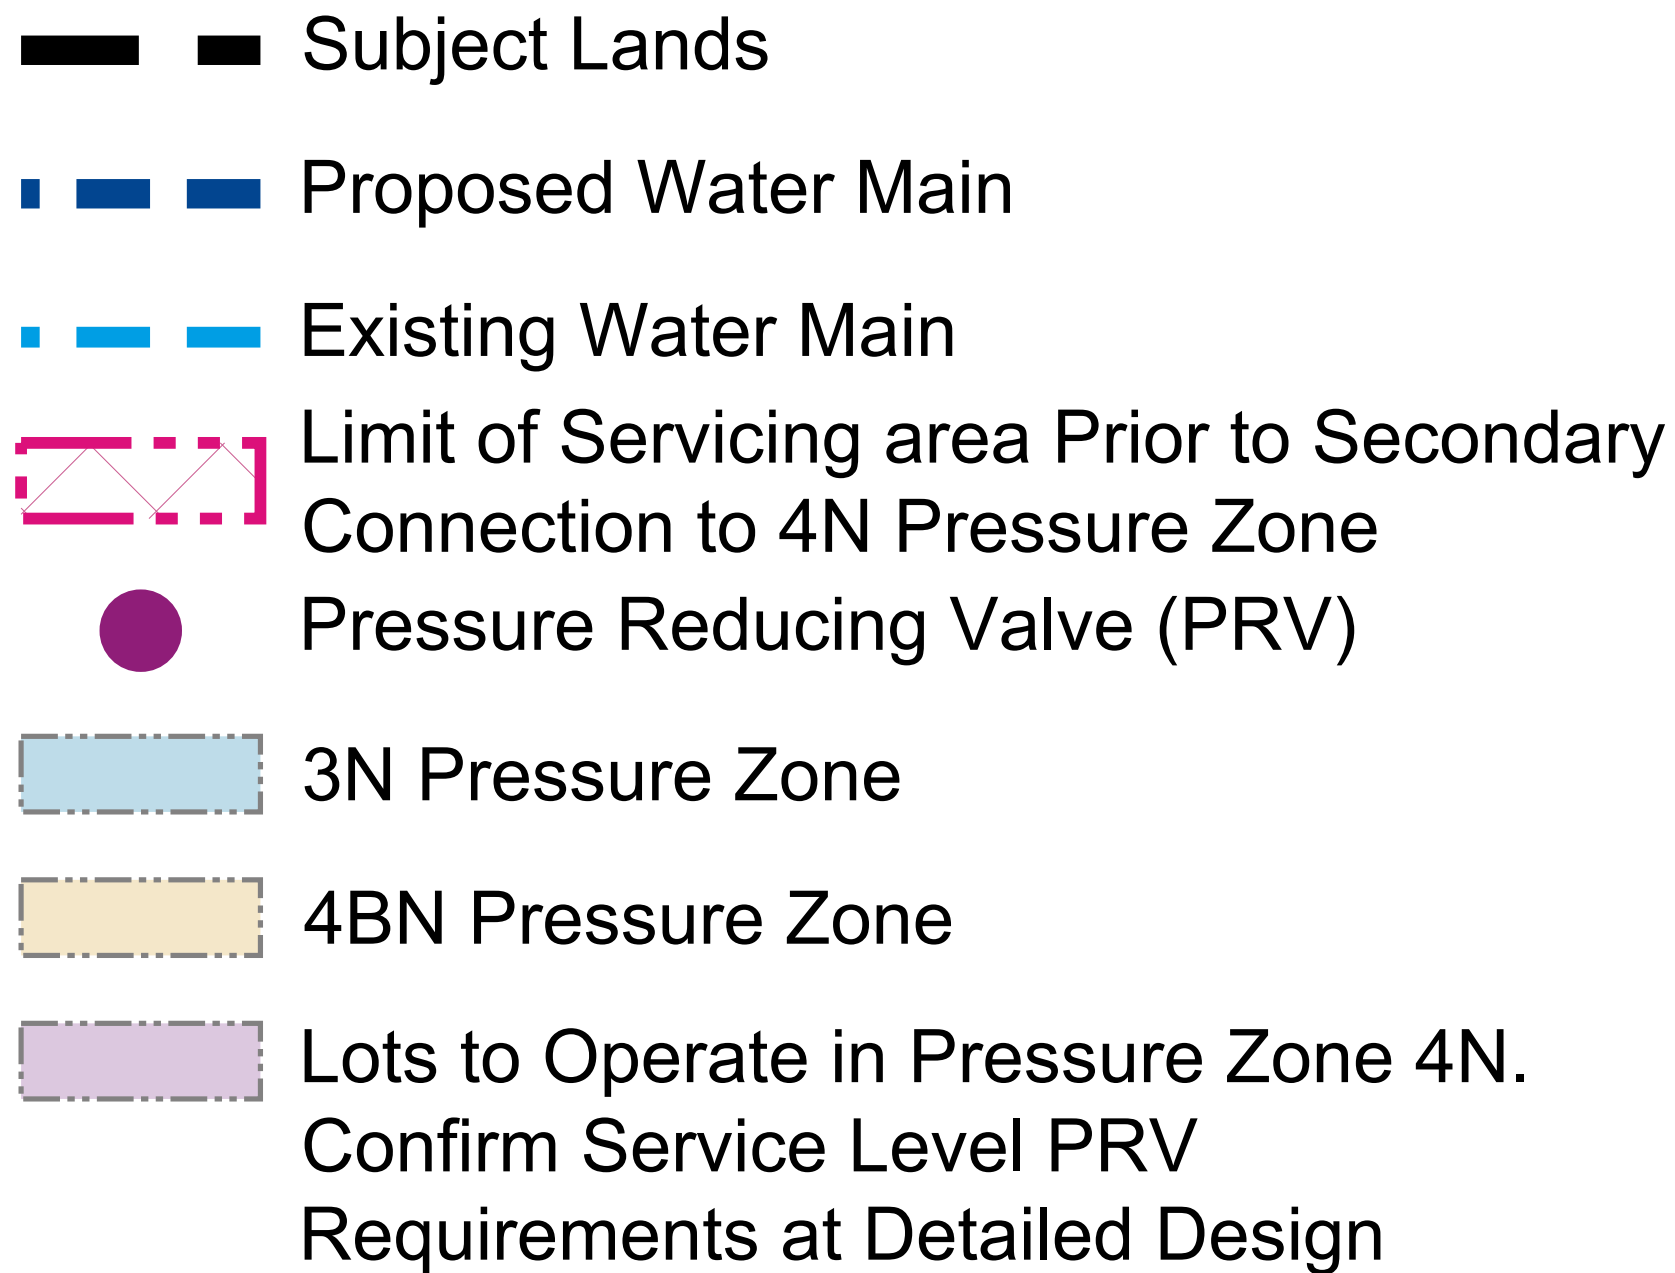 Subject Lands
Proposed Water Main
Existing Water Main
Limit of Servicing area Prior to Secondary
Connection to 4N Pressure Zone
Pressure Reducing Valve (PRV)
3N Pressure Zone
4BN Pressure Zone
Lots to Operate in Pressure Zone 4N.
Confirm Service Level PRV
Requirements at Detailed Design